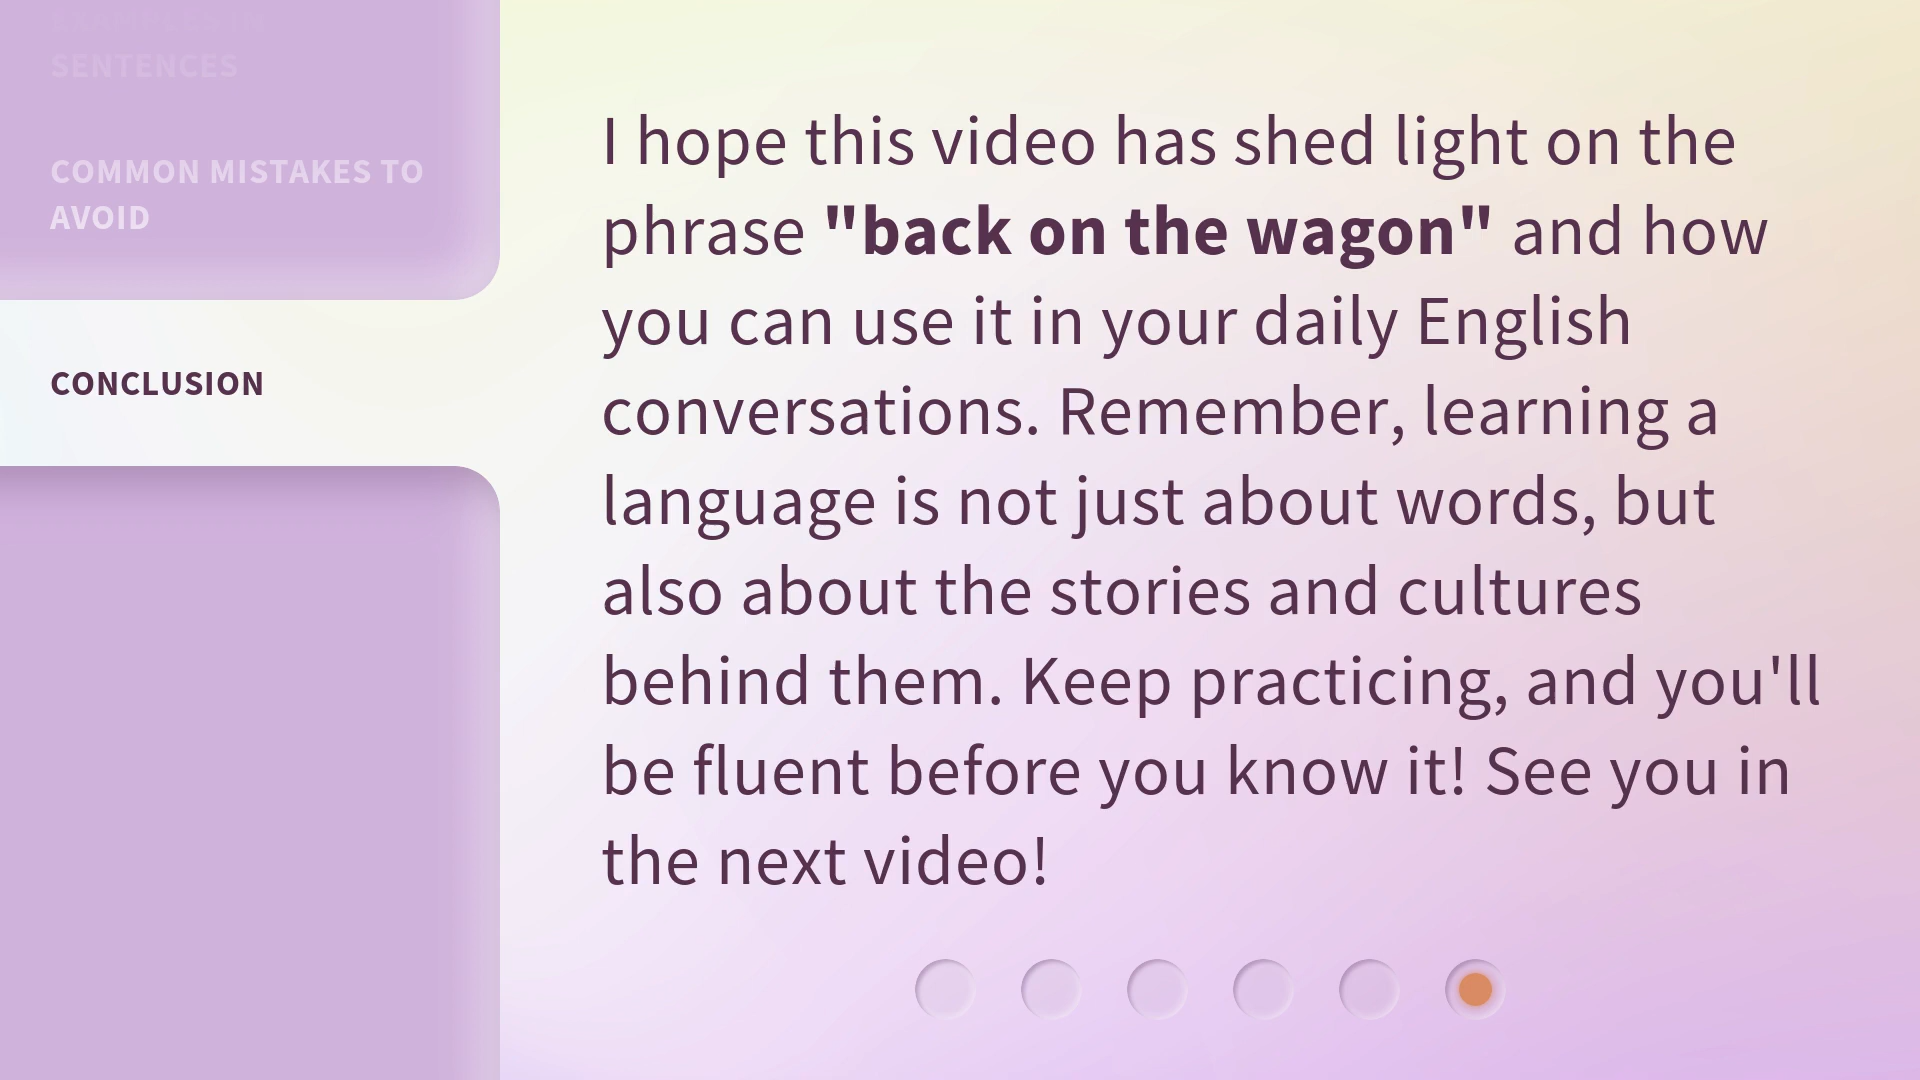 EXAMPLES IN
SENTENCES
COMMON MISTAKES TO
AVOID
CONCLUSION
I hope this video has shed light on the
phrase "back on the wagon" and how
you can use it in your daily English
conversations. Remember, learning a
language is not just about words, but
also about the stories and cultures
behind them. Keep practicing, and you'll
be fluent before you know it! See you in
the next video!